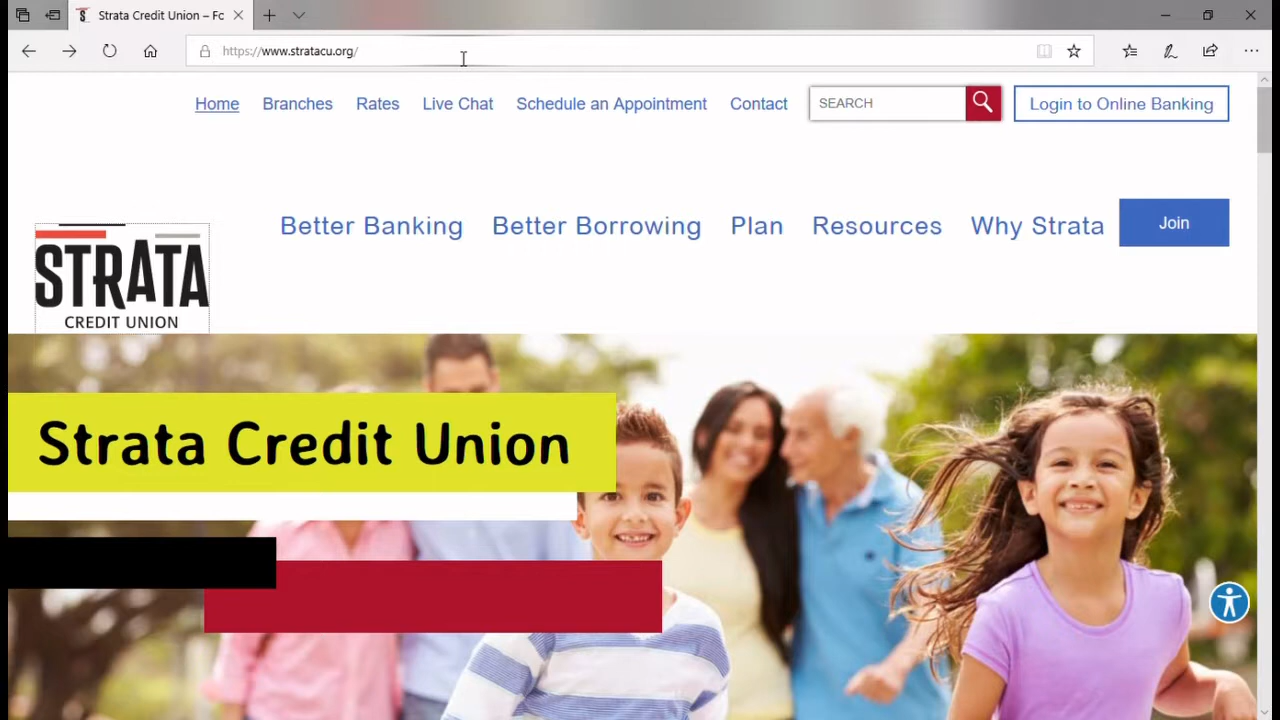 Strata Credit Union – Fc
https://www.stratacu.org/
Home Branches Rates Live Chat Schedule an Appointment Contact SEARCH Login to Online Banking
Better Banking Better Borrowing Plan Resources Why Strata Join
STRATA
CREDIT UNION
Strata Credit Union